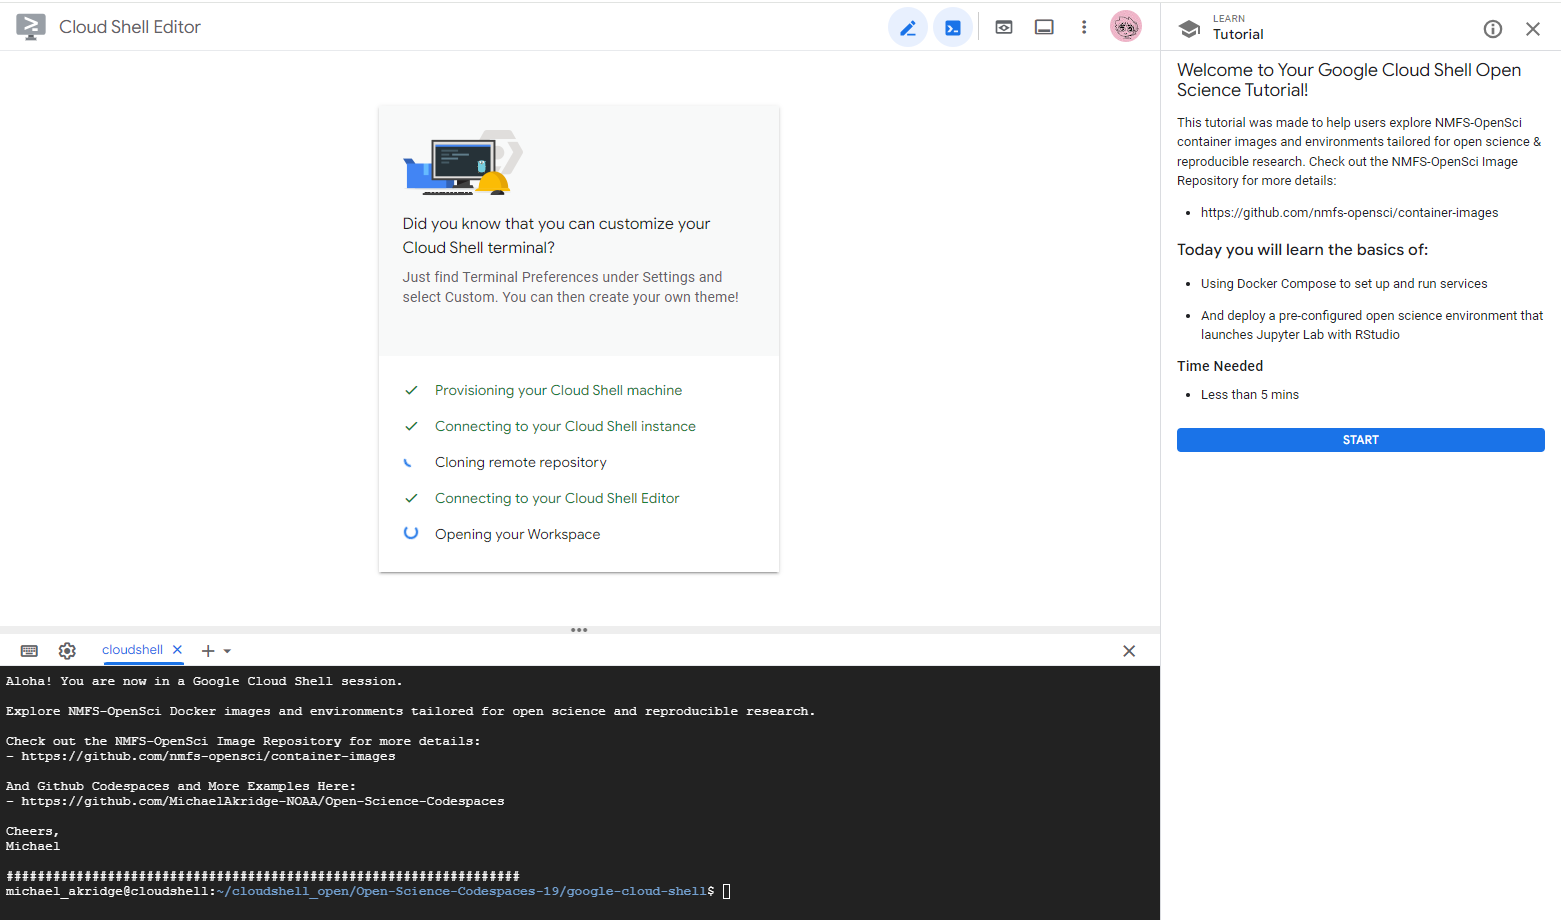 Cloud Shell Editor
LEARN
Tutorial
Did you know that you can customize your
Cloud Shell terminal?
Just find Terminal Preferences under Settings and
select Custom. You can then create your own theme!
Provisioning your Cloud Shell machine
Connecting to your Cloud Shell instance
Cloning remote repository
Connecting to your Cloud Shell Editor
Opening your Workspace
Welcome to Your Google Cloud Shell Open
Science Tutorial!
This tutorial was made to help users explore NMFS-OpenSci
container images and environments tailored for open science &
reproducible research. Check out the NMFS-OpenSci Image
Repository for more details:
• https://github.com/nmfs-opensci/container-images
Today you will learn the basics of:
• Using Docker Compose to set up and run services
• And deploy a pre-configured open science environment that
launches Jupyter Lab with RStudio
Time Needed
• Less than 5 mins
START
cloudshell
Aloha! You are now in a Google Cloud Shell session.
Explore NMFS-OpenSci Docker images and environments tailored for open science and reproducible research.
Check out the NMFS-OpenSci Image Repository for more details:
- https://github.com/nmfs-opensci/container-images
And Github Codespaces and More Examples Here:
- https://github.com/MichaelAkridge-NOAA/Open-Science-Codespaces
Cheers,
Michael
##################################################################
michael_akridge@cloudshell:~/cloudshell_open/Open-Science-Codespaces-19/google-cloud-shell$